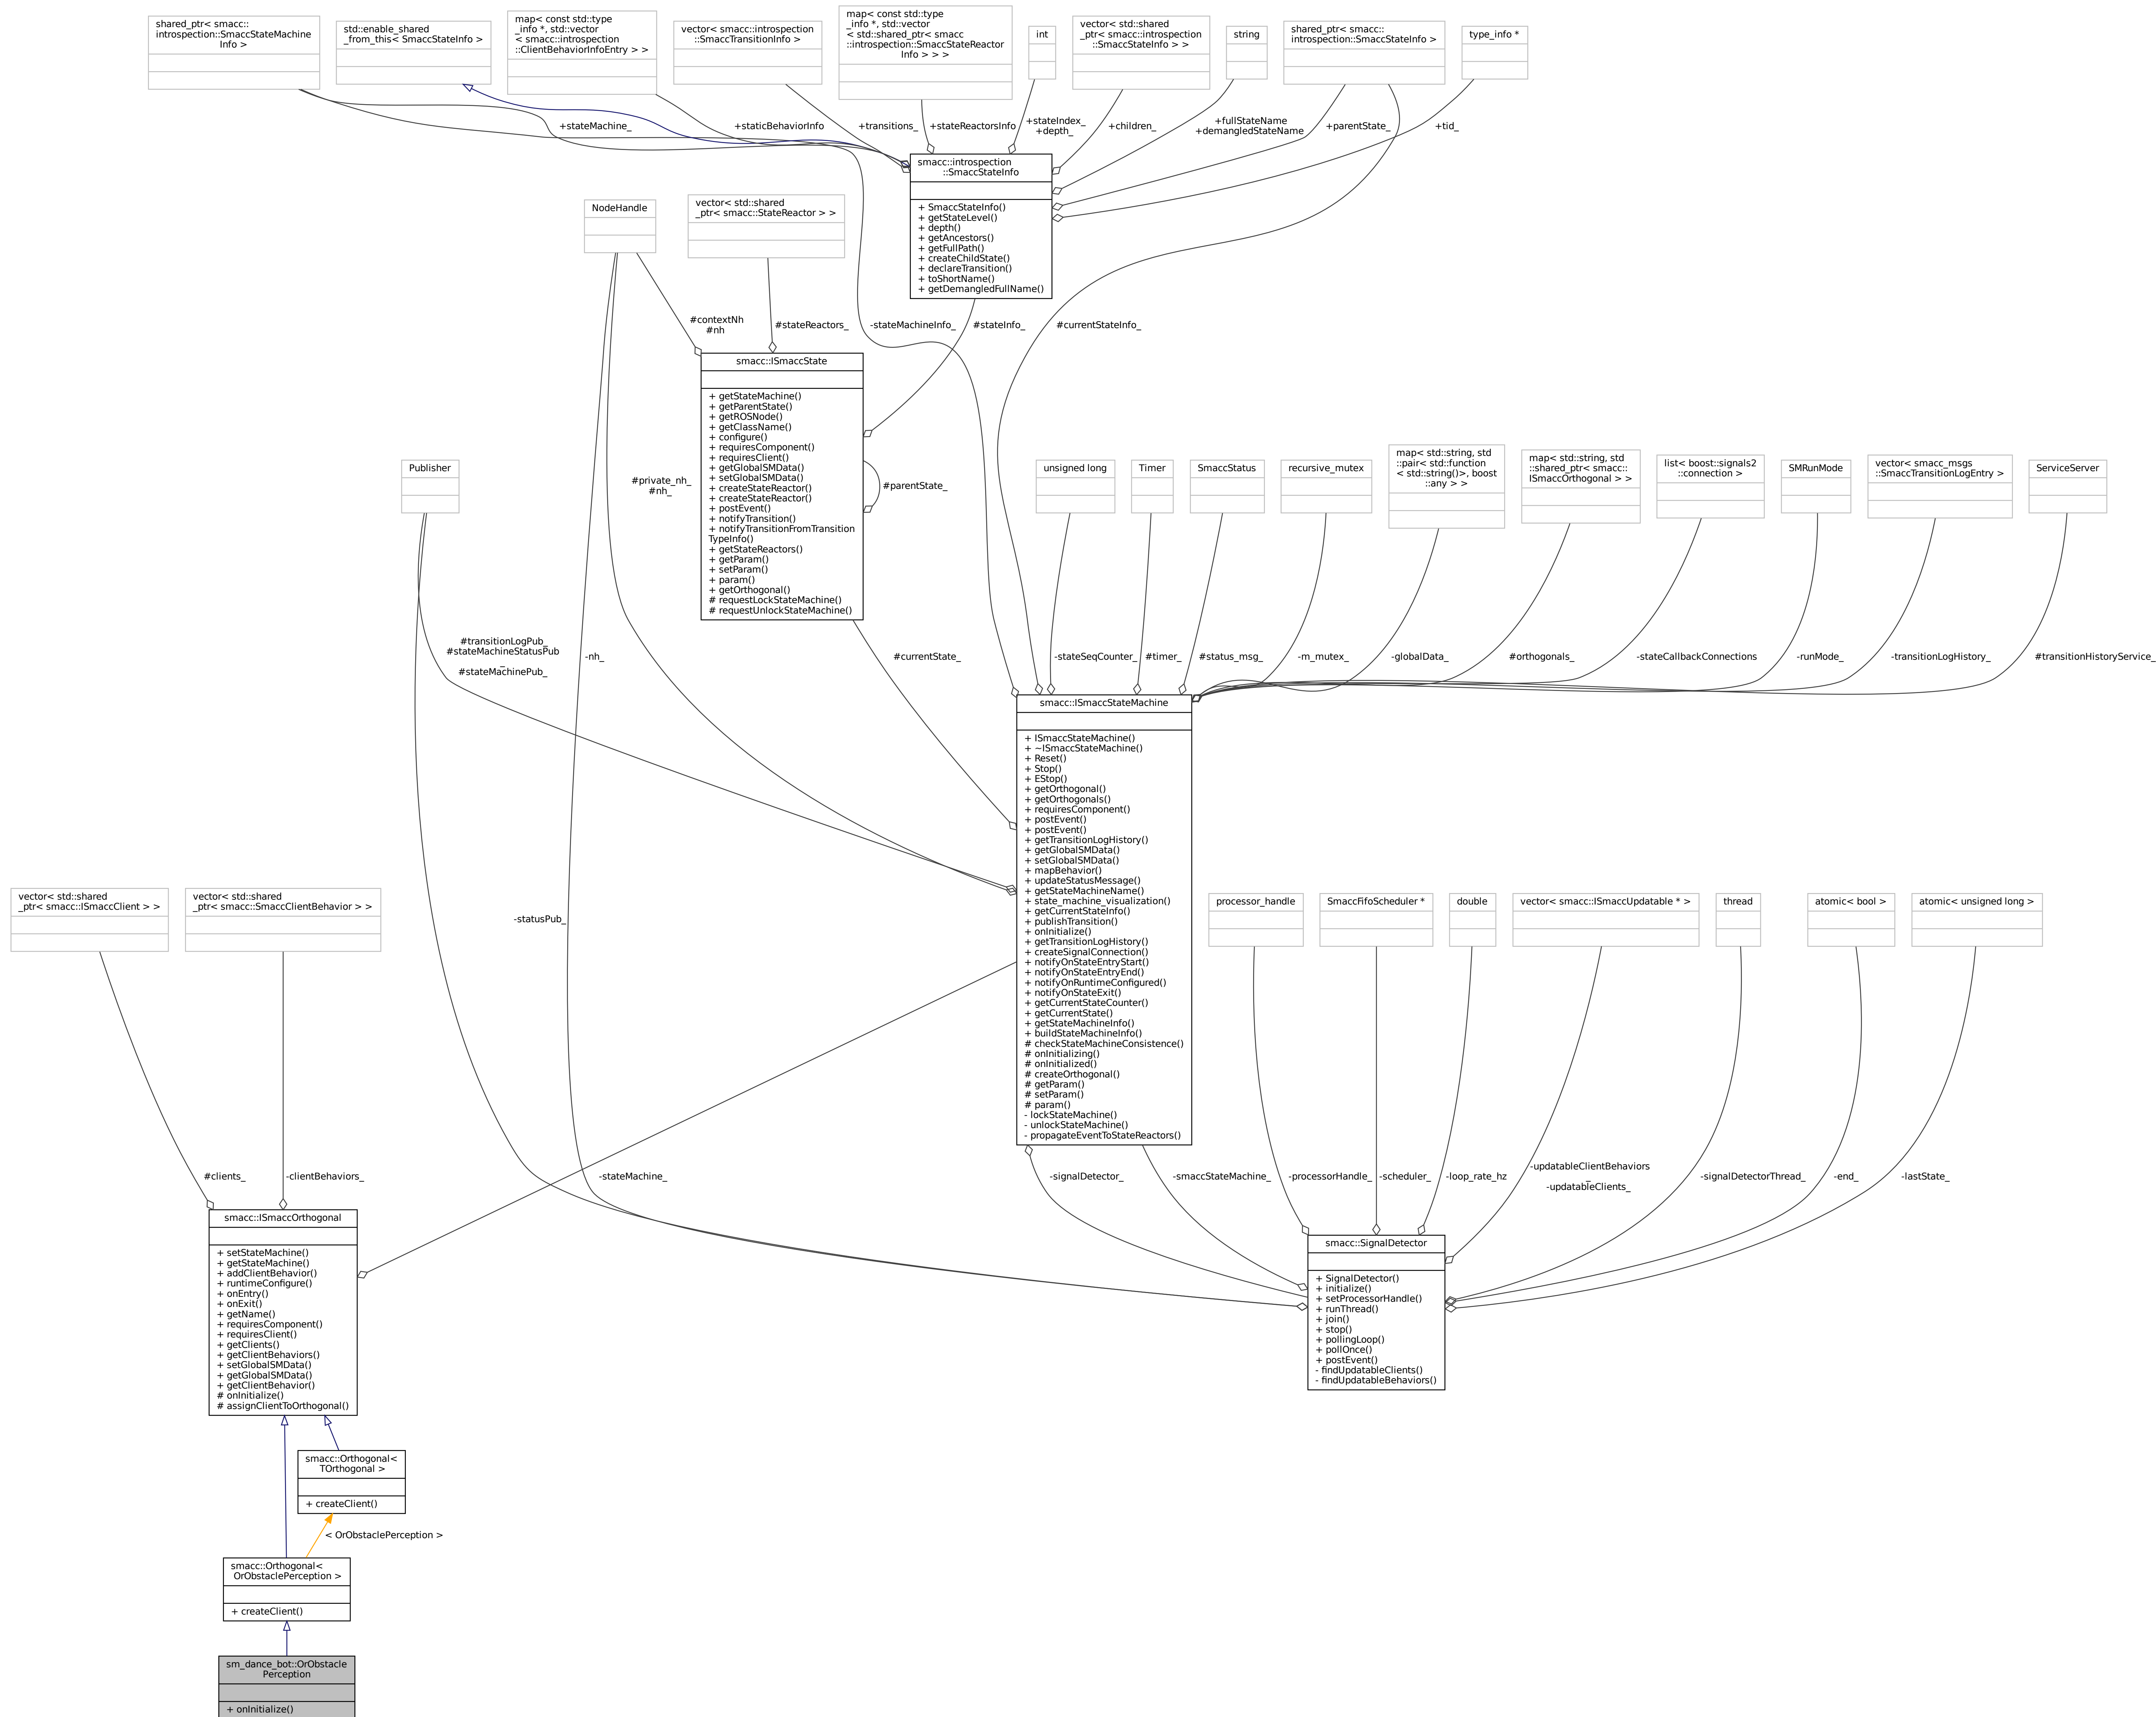 shared_ptr< smacc::
introspection::SmaccStateMachine
Info >
std::enable_shared
_from_this< SmaccStateInfo >
map< const std::type
_info *, std::vector
< smacc::introspection
::ClientBehaviorInfoEntry > >
vector< smacc::introspection
::SmaccTransitionInfo >
map< const std::type
_info *, std::vector
< std::shared_ptr< smacc
::introspection::SmaccStateReactor
Info > > >
int
vector< std::shared
_ptr< smacc::introspection
::SmaccStateInfo > >
string
shared_ptr< smacc::
introspection::SmaccStateInfo >
type_info *
+stateMachine_
+staticBehaviorInfo
+transitions_
+stateReactorsInfo
+stateIndex_
+depth_
+children_
+fullStateName
+demangledStateName
+parentState_
+tid_
smacc::introspection
::SmaccStateInfo
+ SmaccStateInfo()
+ getStateLevel()
+ depth()
+ getAncestors()
+ getFullPath()
+ createChildState()
+ declareTransition()
+ toShortName()
+ getDemangledFullName()
NodeHandle
vector< std::shared
_ptr< smacc::StateReactor > >
#contextNh
#nh
#stateReactors_
-stateMachineInfo_
#stateInfo_
#currentStateInfo_
smacc::ISmaccState
+ getStateMachine()
+ getParentState()
+ getROSNode()
+ getClassName()
+ configure()
+ requiresComponent()
+ requiresClient()
+ getGlobalSMData()
+ setGlobalSMData()
+ createStateReactor()
+ createStateReactor()
+ postEvent()
+ notifyTransition()
+ notifyTransitionFromTransition
TypeInfo()
+ getStateReactors()
+ getParam()
+ setParam()
+ param()
+ getOrthogonal()
# requestLockStateMachine()
# requestUnlockStateMachine()
#parentState_
Publisher
#private_nh_
#nh_
unsigned long
Timer
SmaccStatus
recursive_mutex
map< std::string, std
::pair< std::function
< std::string()>, boost
::any > >
map< std::string, std
::shared_ptr< smacc::
ISmaccOrthogonal > >
list< boost::signals2
::connection >
SMRunMode
vector< smacc_msgs
::SmaccTransitionLogEntry >
ServiceServer
#transitionLogPub_
#stateMachineStatusPub
_
#stateMachinePub_
-nh_
#currentState_
-stateSeqCounter_
#timer_
#status_msg_
-m_mutex_
-globalData_
#orthogonals_
-stateCallbackConnections
-runMode_
-transitionLogHistory_
#transitionHistoryService_
smacc::ISmaccStateMachine
+ ISmaccStateMachine()
+ ~ISmaccStateMachine()
+ Reset()
+ Stop()
+ EStop()
+ getOrthogonal()
+ getOrthogonals()
+ requiresComponent()
+ postEvent()
+ postEvent()
+ getTransitionLogHistory()
+ getGlobalSMData()
+ setGlobalSMData()
+ mapBehavior()
+ updateStatusMessage()
+ getStateMachineName()
+ state_machine_visualization()
+ getCurrentStateInfo()
+ publishTransition()
+ onInitialize()
+ getTransitionLogHistory()
+ createSignalConnection()
+ notifyOnStateEntryStart()
+ notifyOnStateEntryEnd()
+ notifyOnRuntimeConfigured()
+ notifyOnStateExit()
+ getCurrentStateCounter()
+ getCurrentState()
+ getStateMachineInfo()
+ buildStateMachineInfo()
# checkStateMachineConsistence()
# onInitializing()
# onInitialized()
# createOrthogonal()
# getParam()
# setParam()
# param()
- lockStateMachine()
- unlockStateMachine()
- propagateEventToStateReactors()
vector< std::shared
_ptr< smacc::ISmaccClient > >
vector< std::shared
_ptr< smacc::SmaccClientBehavior > >
-statusPub_
processor_handle
SmaccFifoScheduler *
double
vector< smacc::ISmaccUpdatable * >
thread
atomic< bool >
atomic< unsigned long >
#clients_
-clientBehaviors_
-stateMachine_
-signalDetector_
-smaccStateMachine_
-processorHandle_
-scheduler_
-loop_rate_hz
-updatableClientBehaviors
_
-updatableClients_
-signalDetectorThread_
-end_
-lastState_
smacc::ISmaccOrthogonal
+ setStateMachine()
+ getStateMachine()
+ addClientBehavior()
+ runtimeConfigure()
+ onEntry()
+ onExit()
+ getName()
+ requiresComponent()
+ requiresClient()
+ getClients()
+ getClientBehaviors()
+ setGlobalSMData()
+ getGlobalSMData()
+ getClientBehavior()
# onInitialize()
# assignClientToOrthogonal()
smacc::SignalDetector
+ SignalDetector()
+ initialize()
+ setProcessorHandle()
+ runThread()
+ join()
+ stop()
+ pollingLoop()
+ pollOnce()
+ postEvent()
- findUpdatableClients()
- findUpdatableBehaviors()
smacc::Orthogonal<
TOrthogonal >
+ createClient()
< OrObstaclePerception >
smacc::Orthogonal<
OrObstaclePerception >
+ createClient()
sm_dance_bot::OrObstacle
Perception
+ onInitialize()